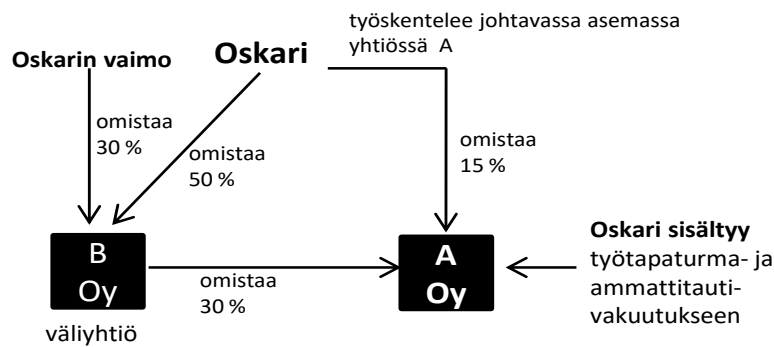 työskentelee johtavassa asemassa
yhtiössä A
Oskarin vaimo
Oskari
omistaa
30 %
omistaa
50 %
omistaa
15 %
B
Oy
väliyhtiö
omistaa
30 %
A
Oy
Oskari sisältyy
työtapaturma- ja
ammattitauti-
vakuutukseen